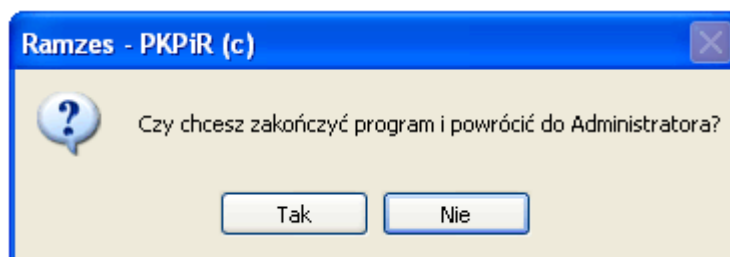 Ramzes - PKPiR (c)
Czy chcesz zakończyć program i powrócić do Administratora?
Tak Nie